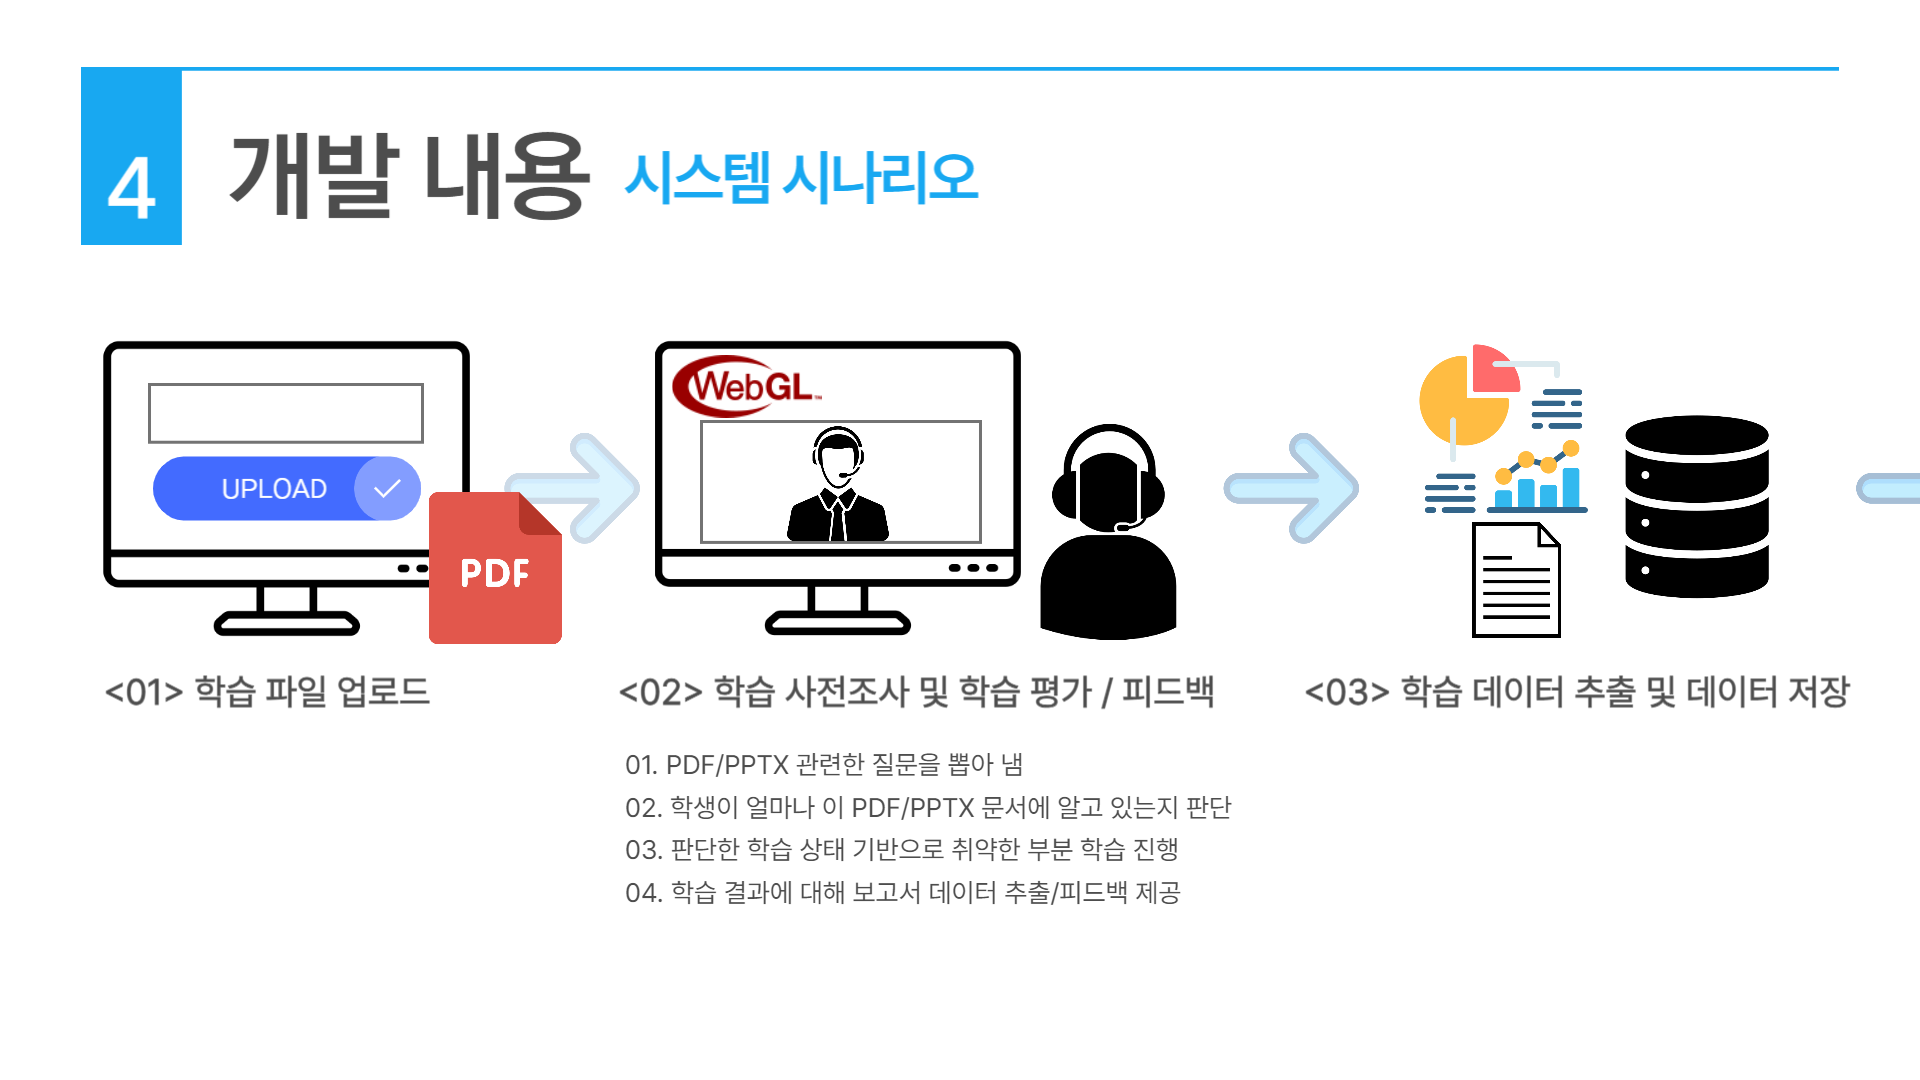 4
개발 내용 시스템 시나리오
UPLOAD
PDF
WebGL™
<01> 학습 파일 업로드
<02> 학습 사전조사 및 학습 평가 / 피드백
01. PDF/PPTX 관련한 질문을 뽑아 냄
02. 학생이 얼마나 이 PDF/PPTX 문서에 알고 있는지 판단
03. 판단한 학습 상태 기반으로 취약한 부분 학습 진행
04. 학습 결과에 대해 보고서 데이터 추출/피드백 제공
<03> 학습 데이터 추출 및 데이터 저장